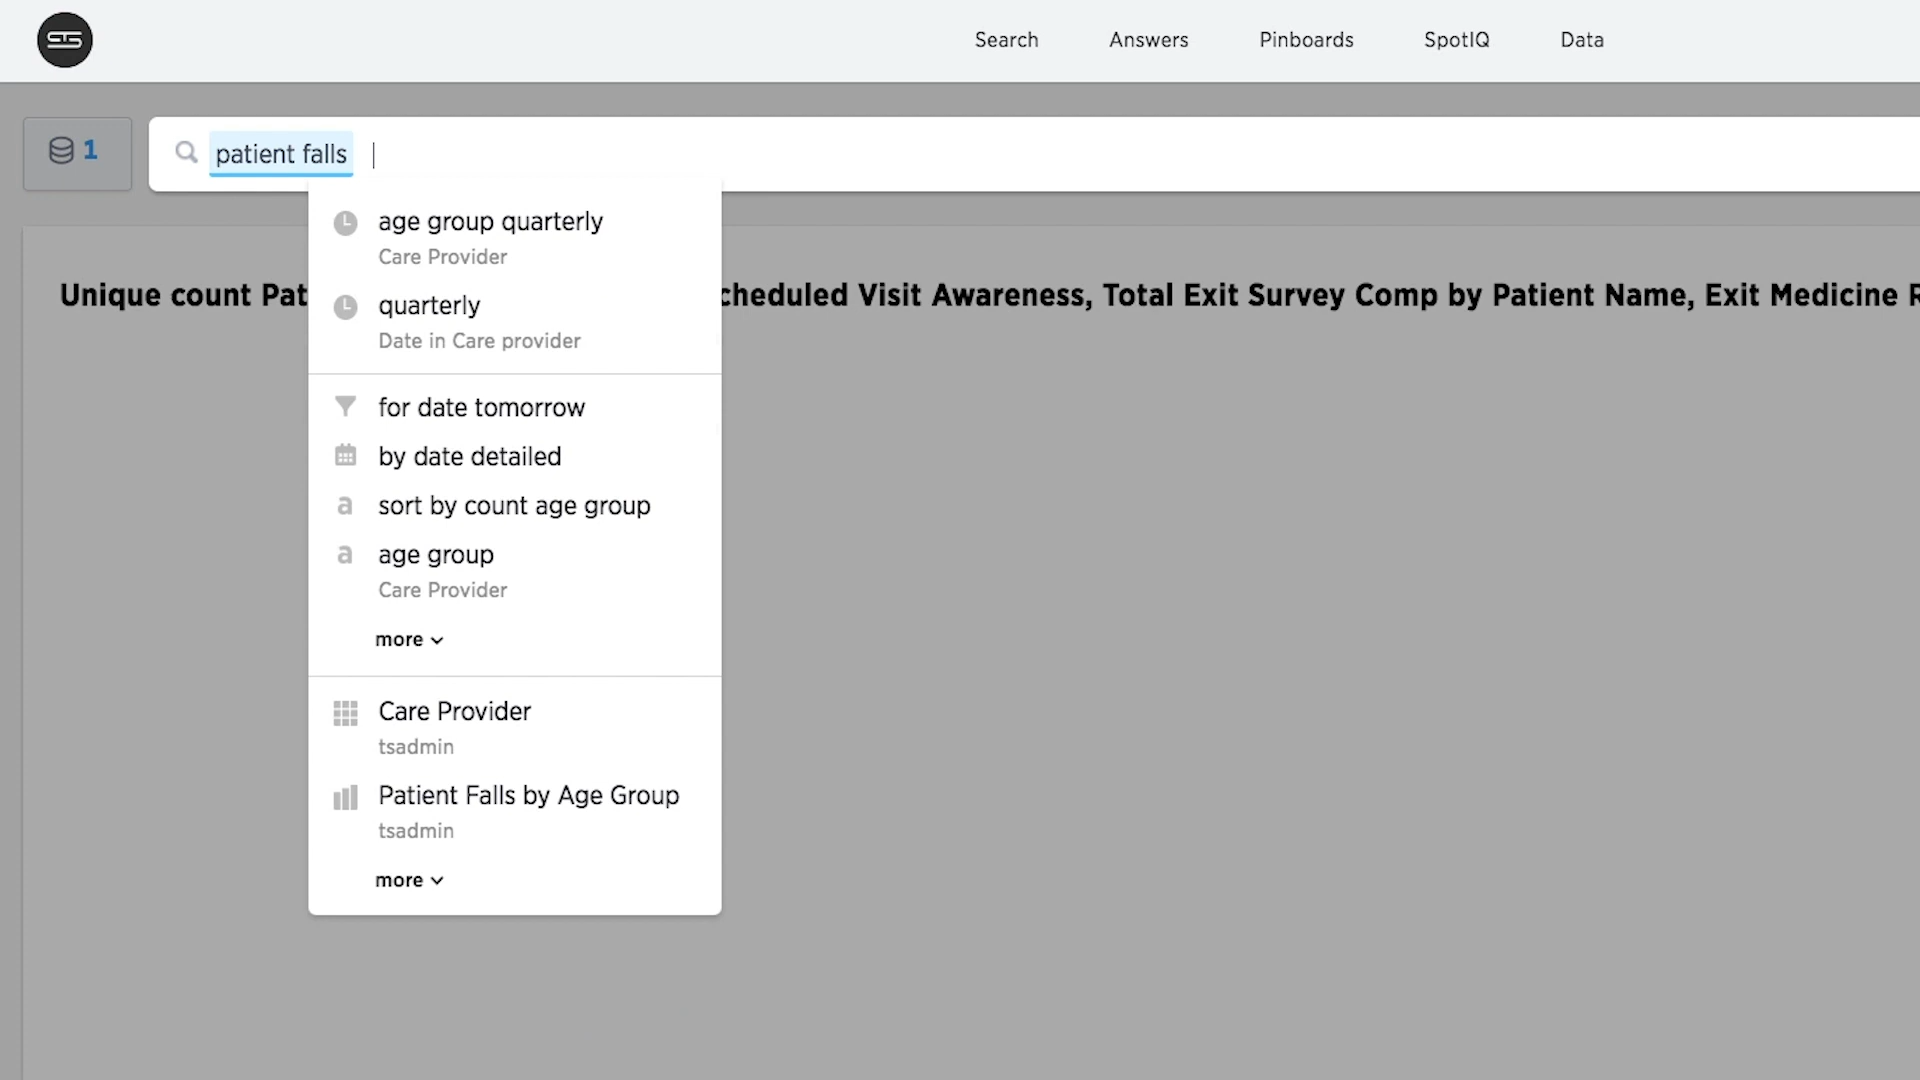 Search Answers Pinboards SpotIQ Data
1
patient falls
age group quarterly
Care Provider
quarterly
Date in Care provider
for date tomorrow
by date detailed
a sort by count age group
a age group
Care Provider
more
Care Provider
tsadmin
Patient Falls by Age Group
tsadmin
more
Unique count Visit Awareness, Total Exit Survey Comp by Patient Name, Exit Medicine